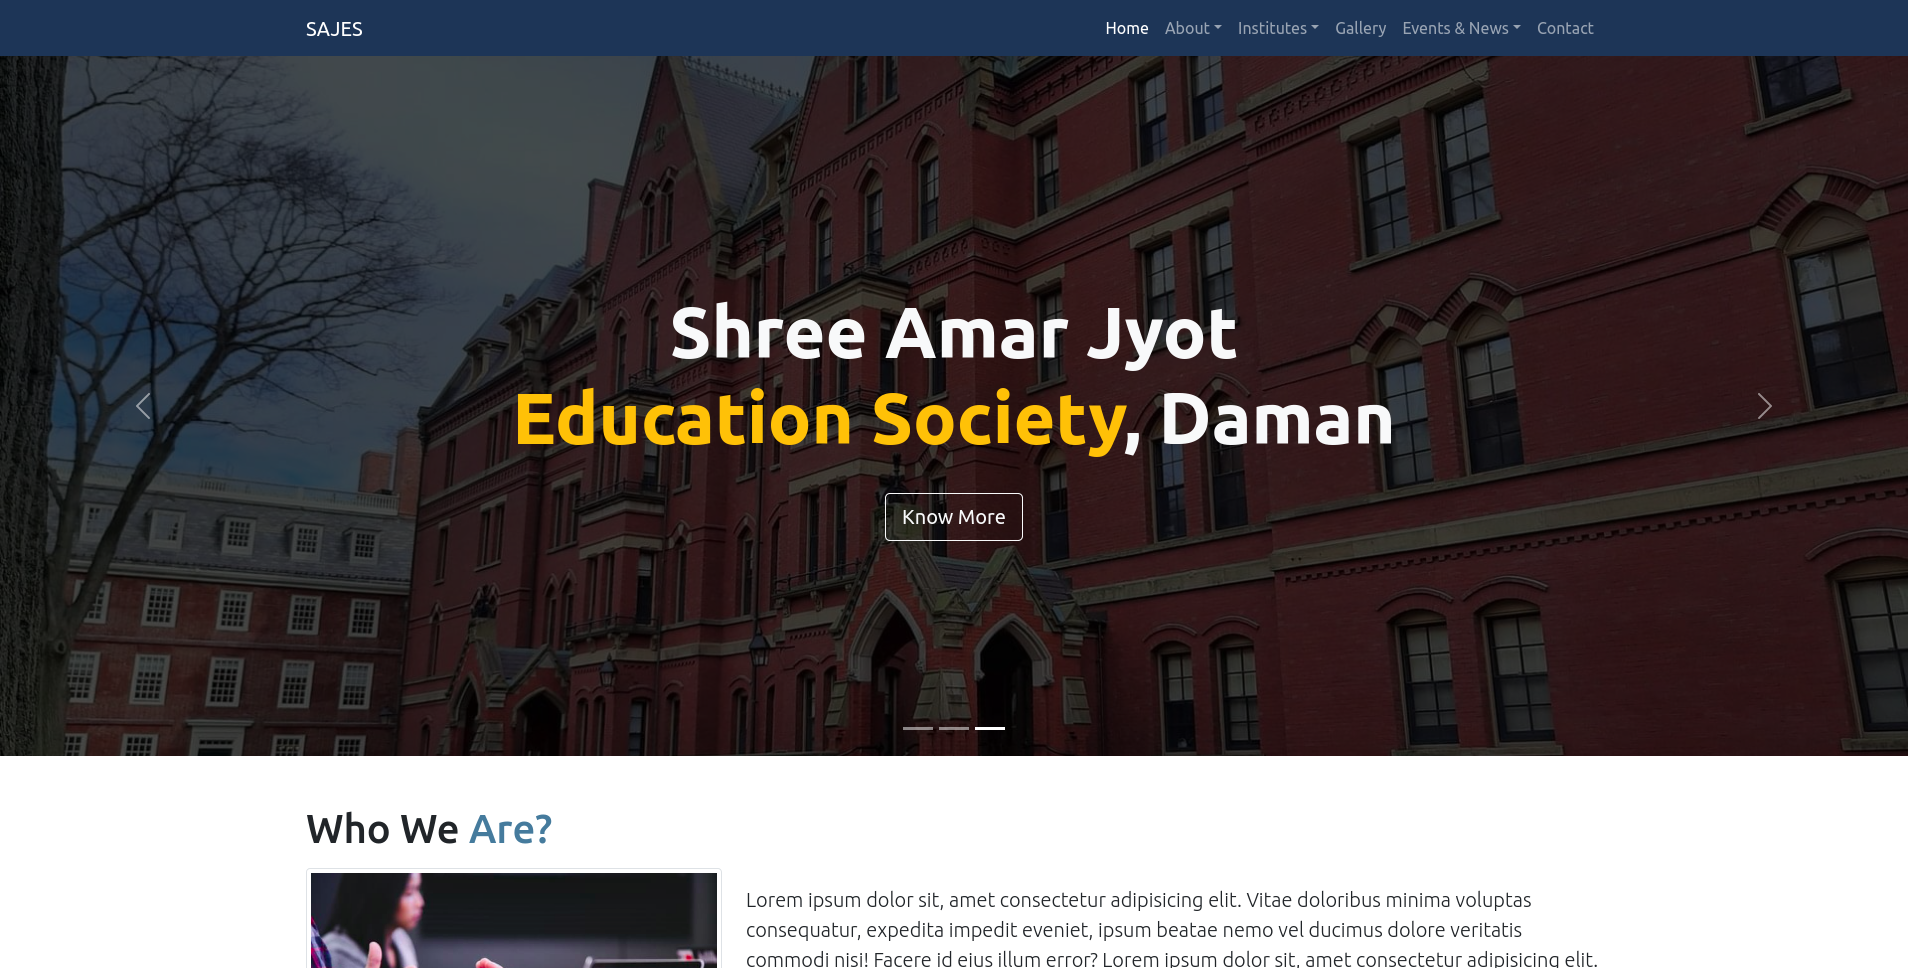 SAJES
Home About Institutes Gallery Events & News Contact
Shree Amar Jyot
Education Society, Daman
Know More
Who We Are?
Lorem ipsum dolor sit, amet consectetur adipisicing elit. Vitae doloribus minima voluptas
consequatur, expedita impedit eveniet, ipsum beatae nemo vel ducimus dolore veritatis
commodi nisi! Facere id eius illum error? Lorem ipsum dolor sit, amet consectetur adipisicing elit.